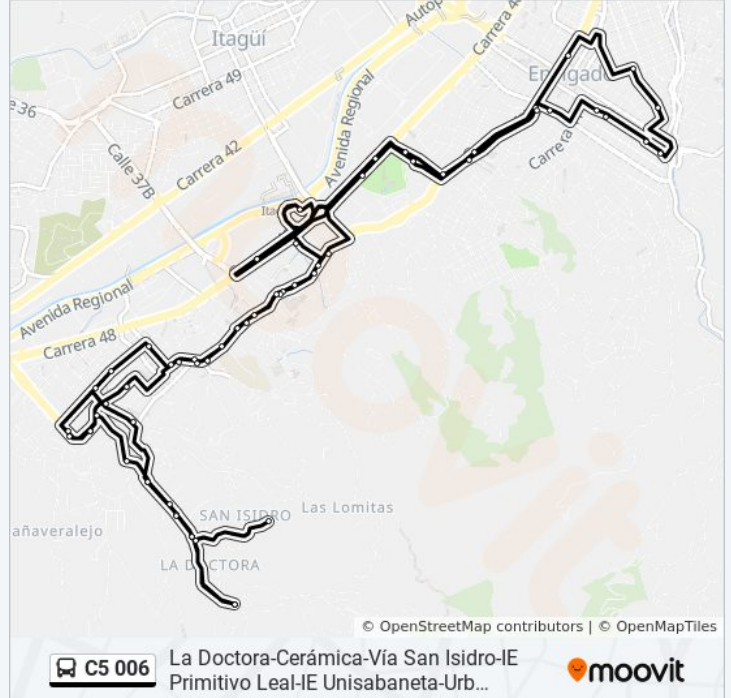 Autop
Carrera 4
Itagüí
Envigado
Carrera 49
e 36
Avenida Regional
Calle 37B
Carrera 42
Carrera
Ita
Avenida Regional
Carrera 48
SAN ISIDRO
Las Lomitas
añaveralejo
LA DOCTORA
© OpenStreetMap contributors | © OpenMapTiles
C5 006
La Doctora-Cerámica-Vía San Isidro-IE
Primitivo Leal-IE Unisabaneta-Urb...
moovit